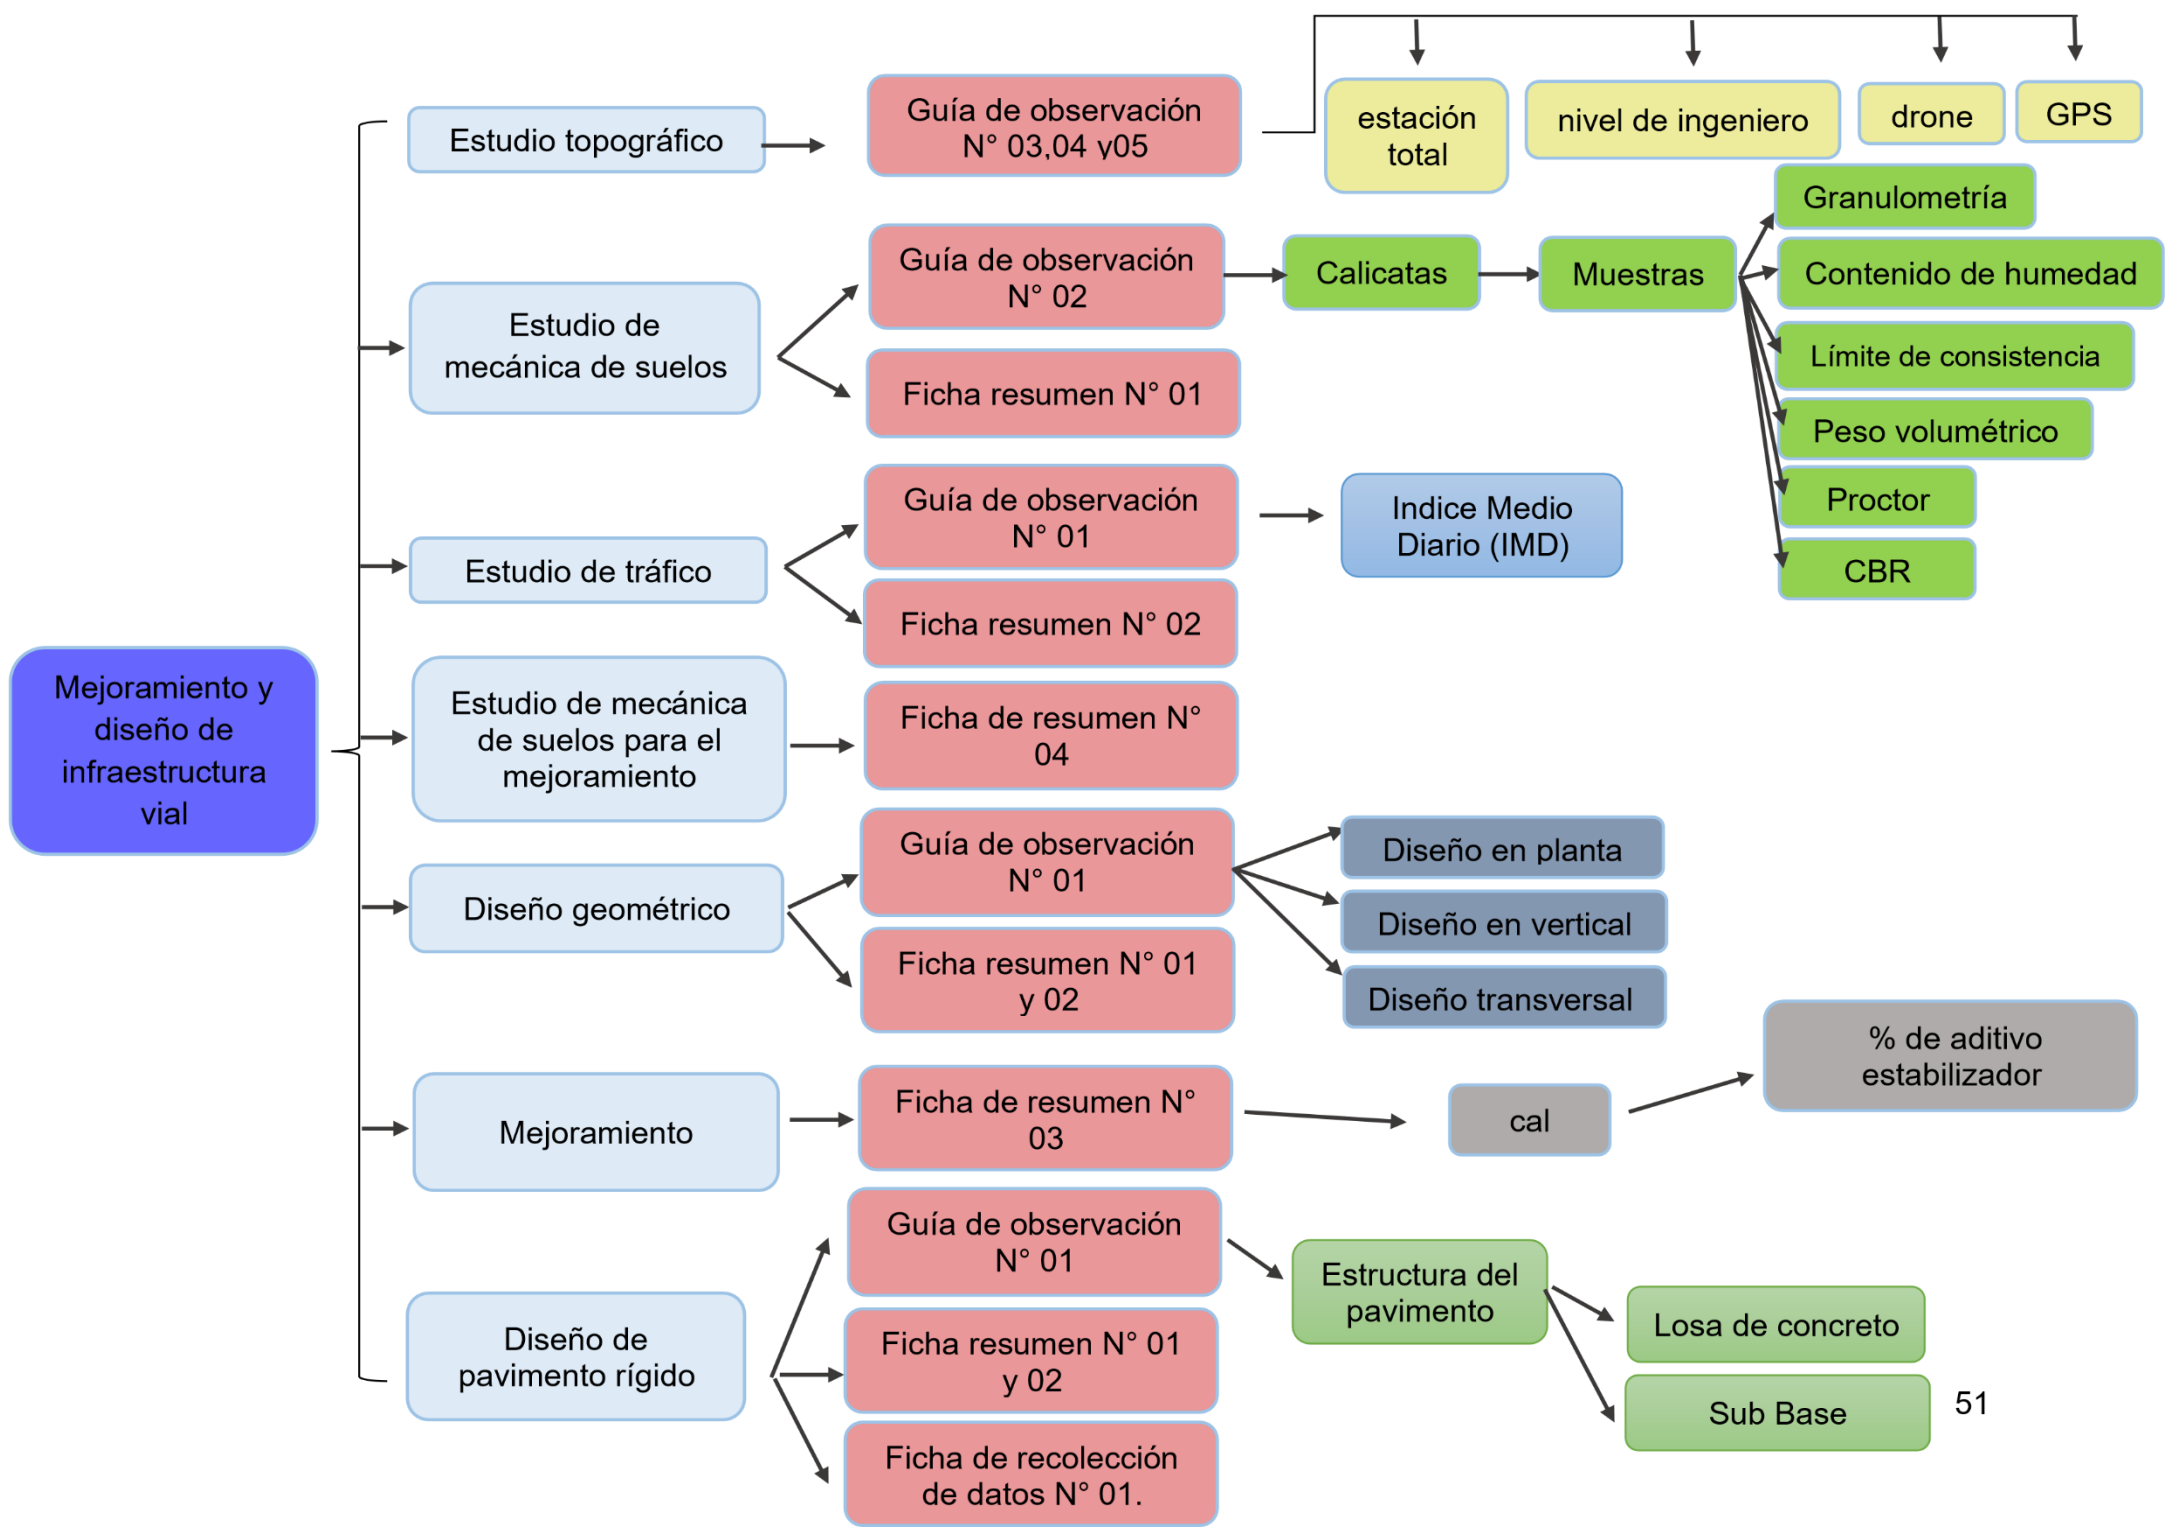 Estudio topográfico
Guía de observación
N° 03,04 y05
estación
total
nivel de ingeniero
drone
GPS
Estudio de
mecánica de suelos
Guía de observación
N° 02
Calicatas
Muestras
Granulometría
Contenido de humedad
Límite de consistencia
Peso volumétrico
Proctor
CBR
Ficha resumen N° 01
Estudio de tráfico
Guía de observación
N° 01
Indice Medio
Diario (IMD)
Ficha resumen N° 02
Mejoramiento y
diseño de
infraestructura
vial
Estudio de mecánica
de suelos para el
mejoramiento
Ficha de resumen N°
04
Diseño geométrico
Guía de observación
N° 01
Diseño en planta
Diseño en vertical
Diseño transversal
Ficha resumen N° 01
y 02
Mejoramiento
Ficha de resumen N°
03
cal
% de aditivo
estabilizador
Diseño de
pavimento rígido
Guía de observación
N° 01
Estructura del
pavimento
Losa de concreto
Sub Base
Ficha resumen N° 01
y 02
Ficha de recolección
de datos N° 01.
51